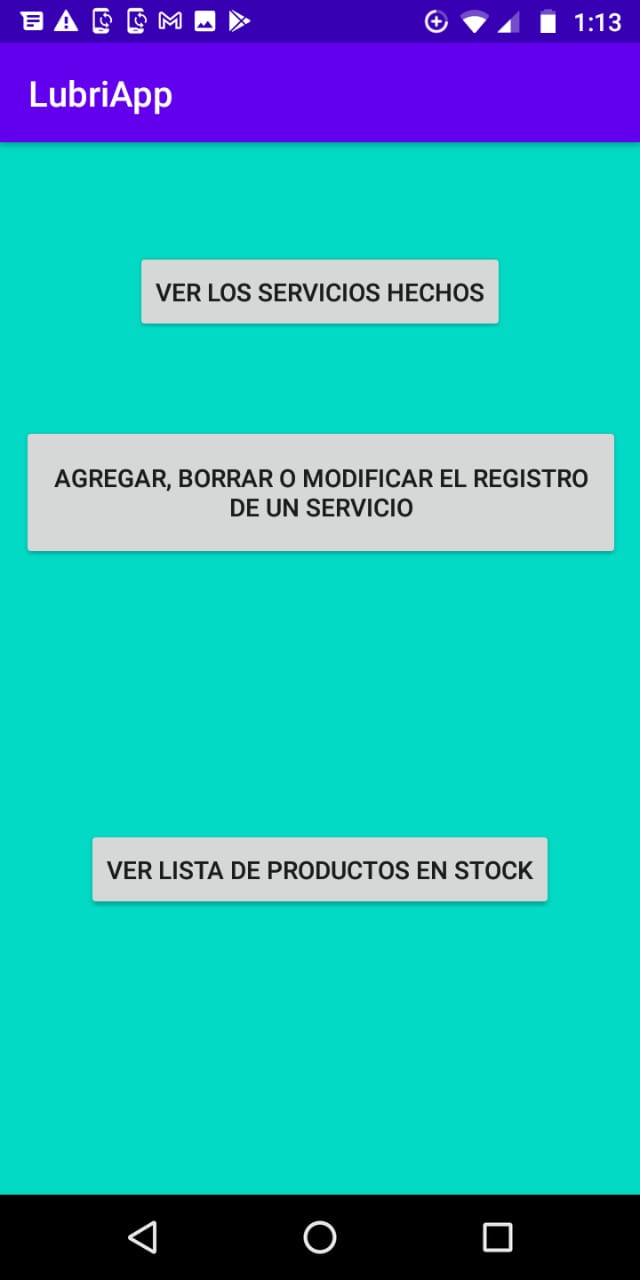 1:13
LubriApp
VER LOS SERVICIOS HECHOS
AGREGAR, BORRAR O MODIFICAR EL REGISTRO
DE UN SERVICIO
VER LISTA DE PRODUCTOS EN STOCK